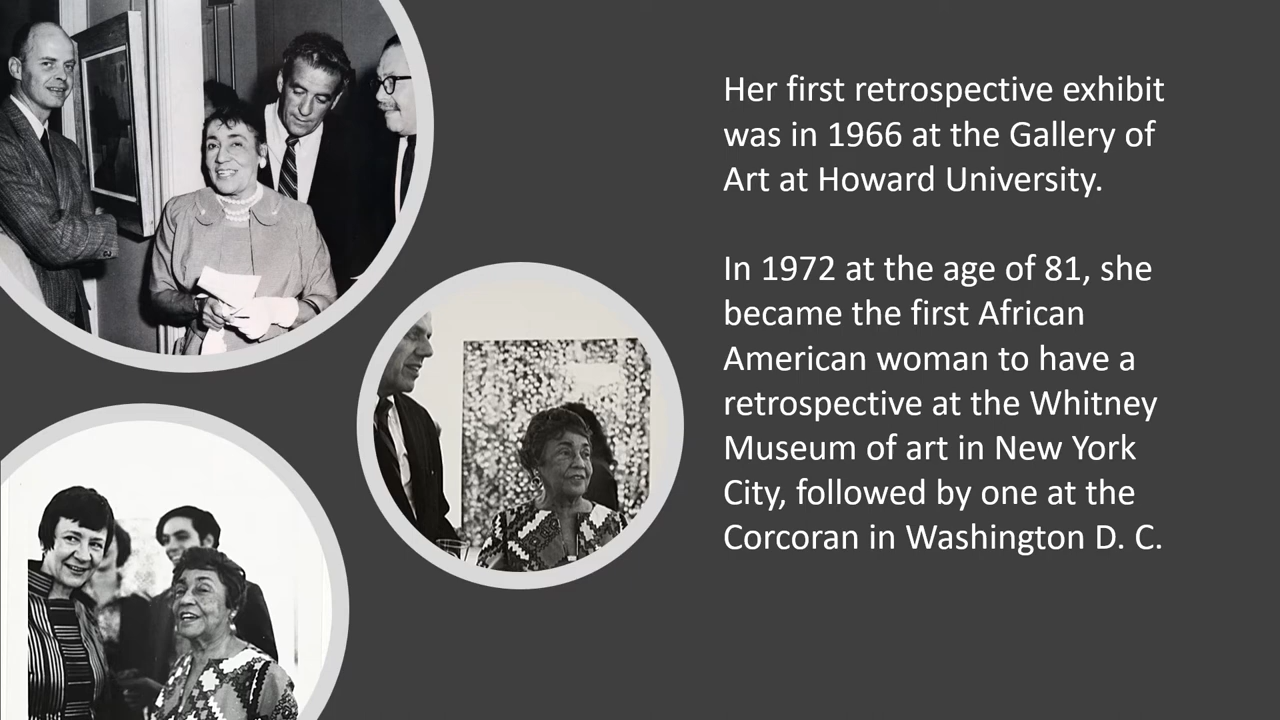 Her first retrospective exhibit
was in 1966 at the Gallery of
Art at Howard University.
In 1972 at the age of 81, she
became the first African
American woman to have a
retrospective at the Whitney
Museum of art in New York
City, followed by one at the
Corcoran in Washington D. C.